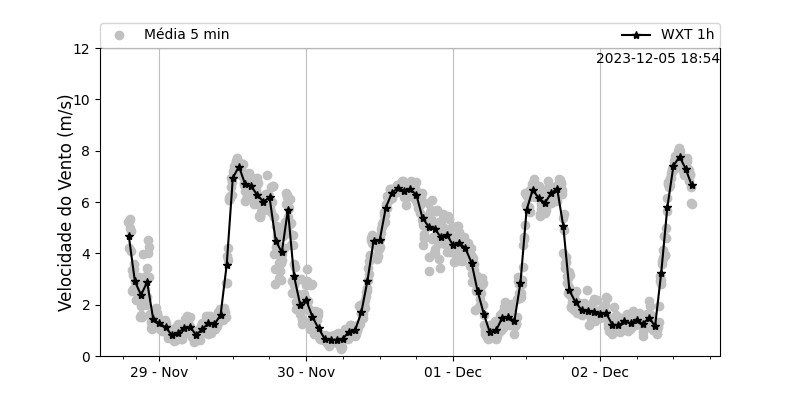 Média 5 min
WXT 1h
2023-12-05 18:54
Velocidade do Vento (m/s)
12
10
8
6
4
2
0
29 - Nov
30 - Nov
01 - Dec
02 - Dec